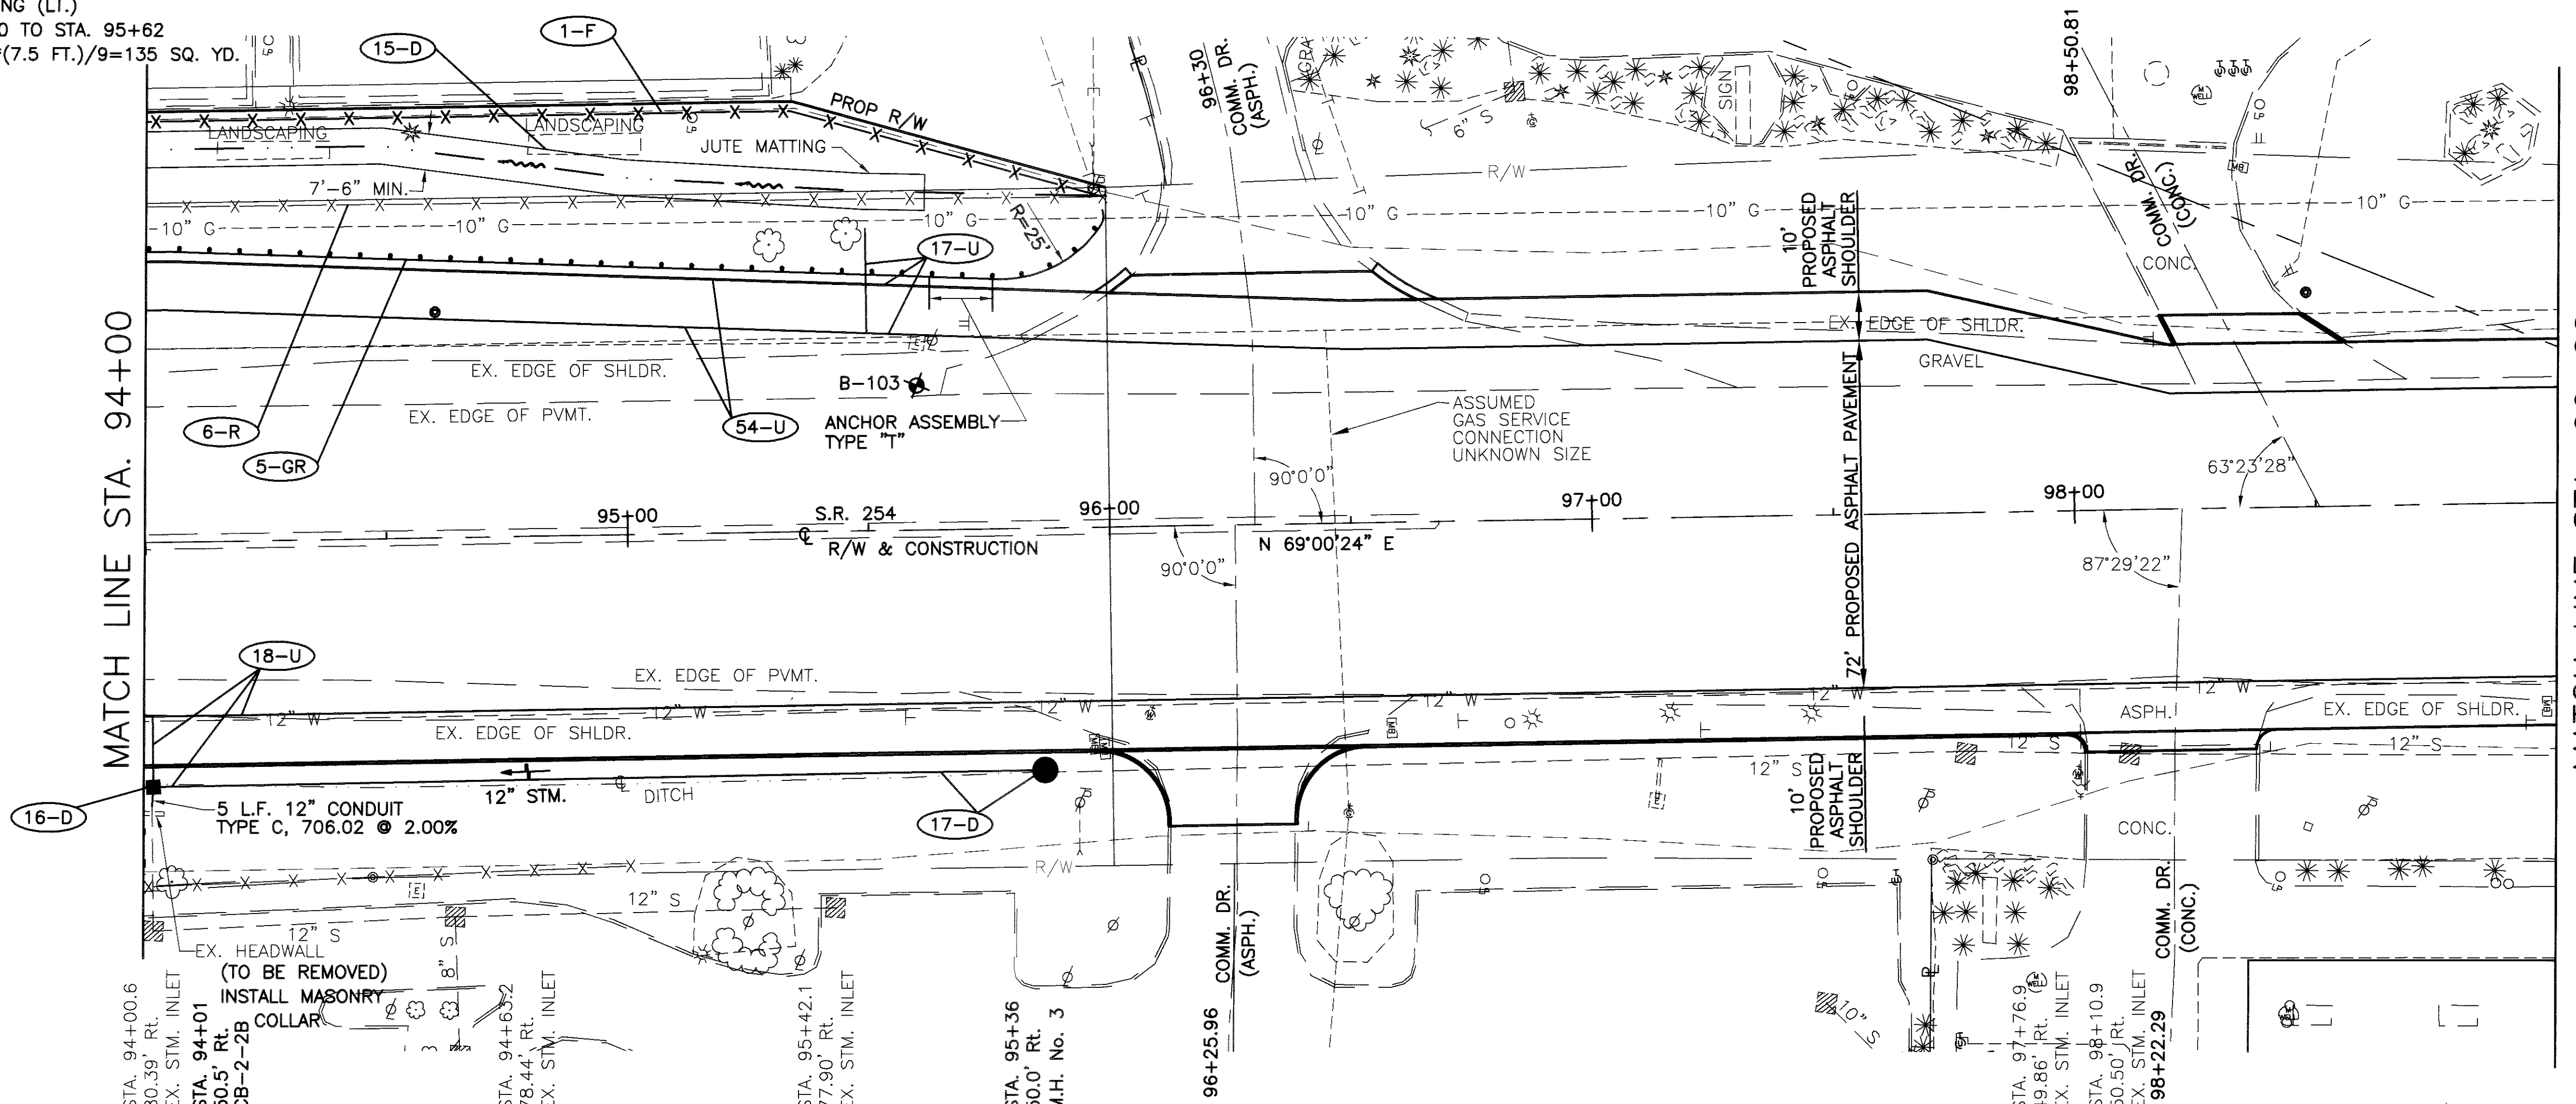 NG (LT.)
0 TO STA. 95+62
(7.5 FT.)/9=135 SQ. YD.
15-D
1-F
PROP R/W
LANDSCAPING
LANDSCAPING
JUTE MATTING
7'-6" MIN.
10" G
10" G
10" G
10" G
10" G
10" G
10" G
R=25'
17-U
96+30
COMM. DR.
(ASPH.)
GRA
6" S
SIGN
R/W
98+50.81
COMM. DR.
(CONC.)
CONC.
M
WELL
MB
10'
PROPOSED
ASPHALT
SHOULDER
EX. EDGE OF SHLDR.
GRAVEL
MATCH LINE STA. 94+00
EX. EDGE OF SHLDR.
EX. EDGE OF PVMT.
6-R
5-GR
54-U
B-103
ANCHOR ASSEMBLY
TYPE "T"
ASSUMED
GAS SERVICE
CONNECTION
UNKNOWN SIZE
72' PROPOSED ASPHALT PAVEMENT
90°0'0"
63°23'28"
95+00
S.R. 254
96+00
97+00
98+00
R/W & CONSTRUCTION
N 69°00'24" E
90°0'0"
87°29'22"
18-U
EX. EDGE OF PVMT.
12" W
12" W
12" W
12" W
12" W
12" W
EX. EDGE OF SHLDR.
ASPH.
EX. EDGE OF SHLDR.
12" S
12" S
12" S
16-D
12" STM.
DITCH
17-D
5 L.F. 12" CONDUIT
TYPE C, 706.02 @ 2.00%
10'
PROPOSED
ASPHALT
SHOULDER
CONC.
R/W
E
12" S
12" S
8" S
EX. HEADWALL
(TO BE REMOVED)
INSTALL MASONRY
COLLAR
COMM. DR.
(ASPH.)
96+25.96
COMM. DR.
(CONC.)
98+22.29
10" S
M
WELL
STA. 94+00.6
80.39' Rt.
EX. STM. INLET
STA. 94+01
50.5' Rt.
CB-2-2B
STA. 94+63.2
78.44' Rt.
EX. STM. INLET
STA. 95+42.1
77.90' Rt.
EX. STM. INLET
STA. 95+36
50.0' Rt.
M.H. No. 3
STA. 97+76.9
49.86' Rt.
EX. STM. INLET
STA. 98+10.9
50.50' Rt.
EX. STM. INLET